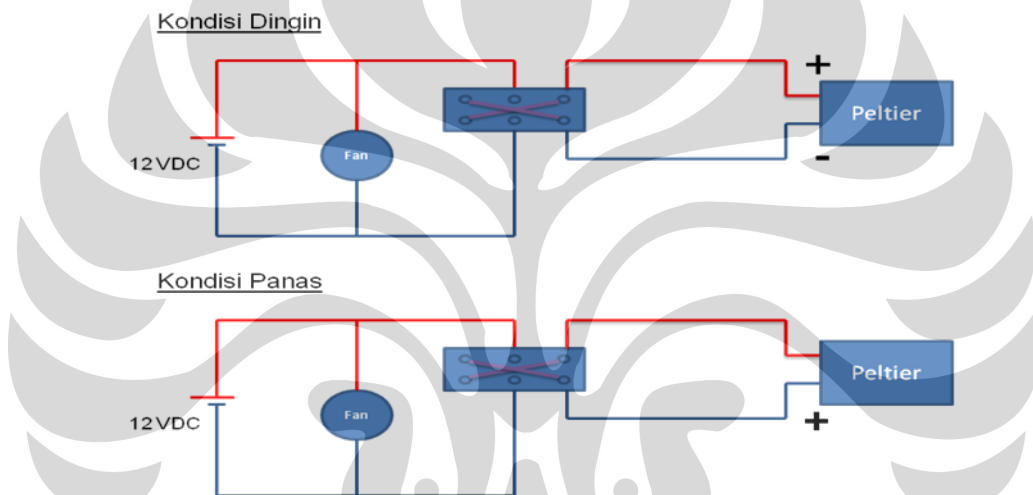 Kondisi Dingin
+
Peltier
Fan
12VDC
-
Kondisi Panas
Peltier
Fan
12VDC
+